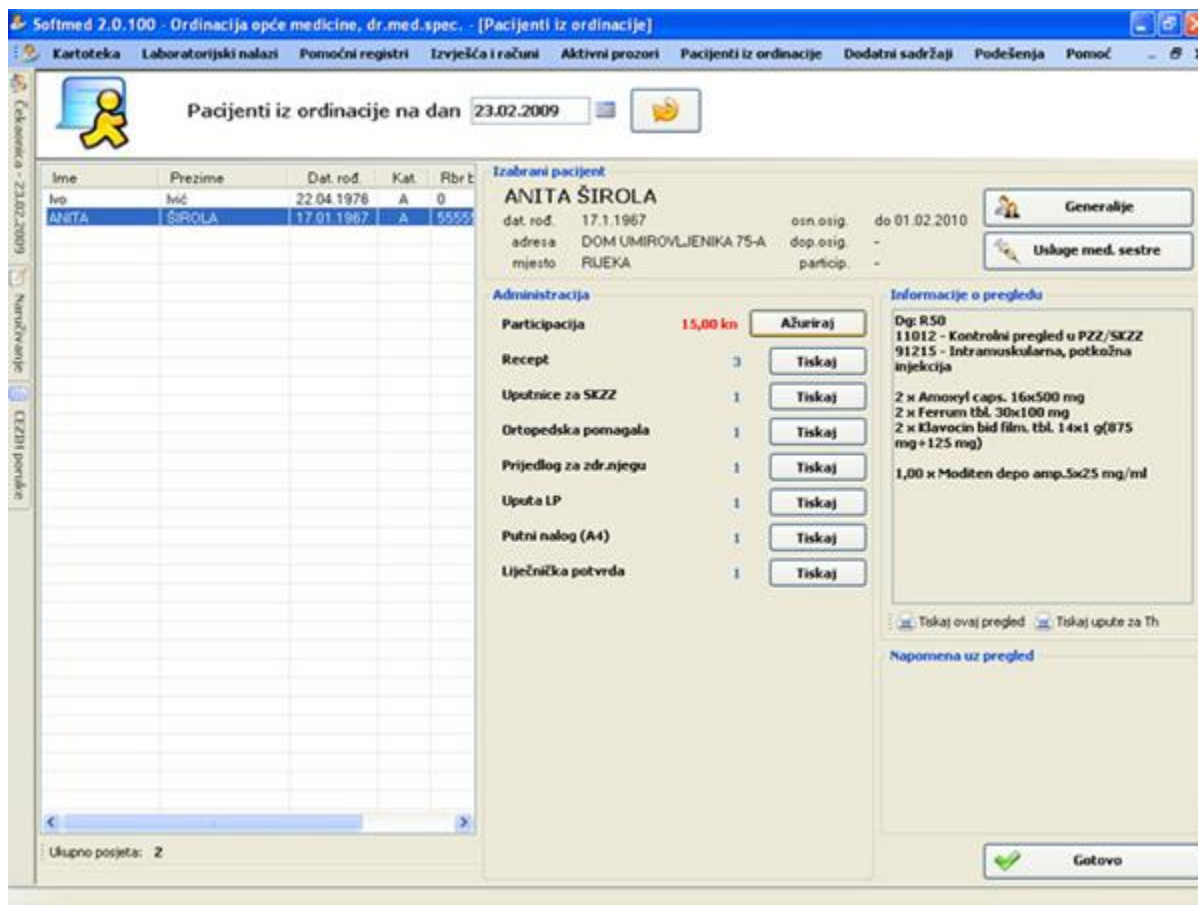 Softmed 2.0.100 - Ordinacija opće medicine, dr.med.spec. - [Pacijenti iz ordinacije]
Kartoteka Laboratorijski nalazi Pomoćni registri Izvješća i računi Aktivni prozori Pacijenti iz ordinacije Dodatni sadržaji Podešenja Pomoć
Čekaonica - 23.02.2009
Naručivanje
CEZIH poruke
Pacijenti iz ordinacije na dan 23.02.2009
Ime Prezime Dat. rođ. Kat. Rbr b
Ivo Ivić 22.04.1976 A 0
ANITA ŠIROLA 17.01.1967 A 5555
Ukupno posjeta: 2
Izabrani pacijent
ANITA ŠIROLA
dat. rođ. 17.1.1967 osn.osig. do 01.02.2010
adresa DOM UMIROVLJENIKA 75-A dop.osig. -
mjesto RIJEKA particip. -
Generalije
Usluge med. sestre
Administracija
Participacija 15,00 kn Ažuriraj
Recept 3 Tiskaj
Uputnice za SKZZ 1 Tiskaj
Ortopedska pomagala 1 Tiskaj
Prijedlog za zdr.njegu 1 Tiskaj
Uputa LP 1 Tiskaj
Putni nalog (A4) 1 Tiskaj
Liječnička potvrda 1 Tiskaj
Informacije o pregledu
Dg: R50
11012 - Kontrolni pregled u PZZ/SKZZ
91215 - Intramuskularna, potkožna
injekcija
2 x Amoxyl caps. 16x500 mg
2 x Ferrum tbl. 30x100 mg
2 x Klavocin bid film. tbl. 14x1 g(875
mg+125 mg)
1,00 x Moditen depo amp.5x25 mg/ml
Tiskaj ovaj pregled Tiskaj upute za Th
Napomena uz pregled
Gotovo